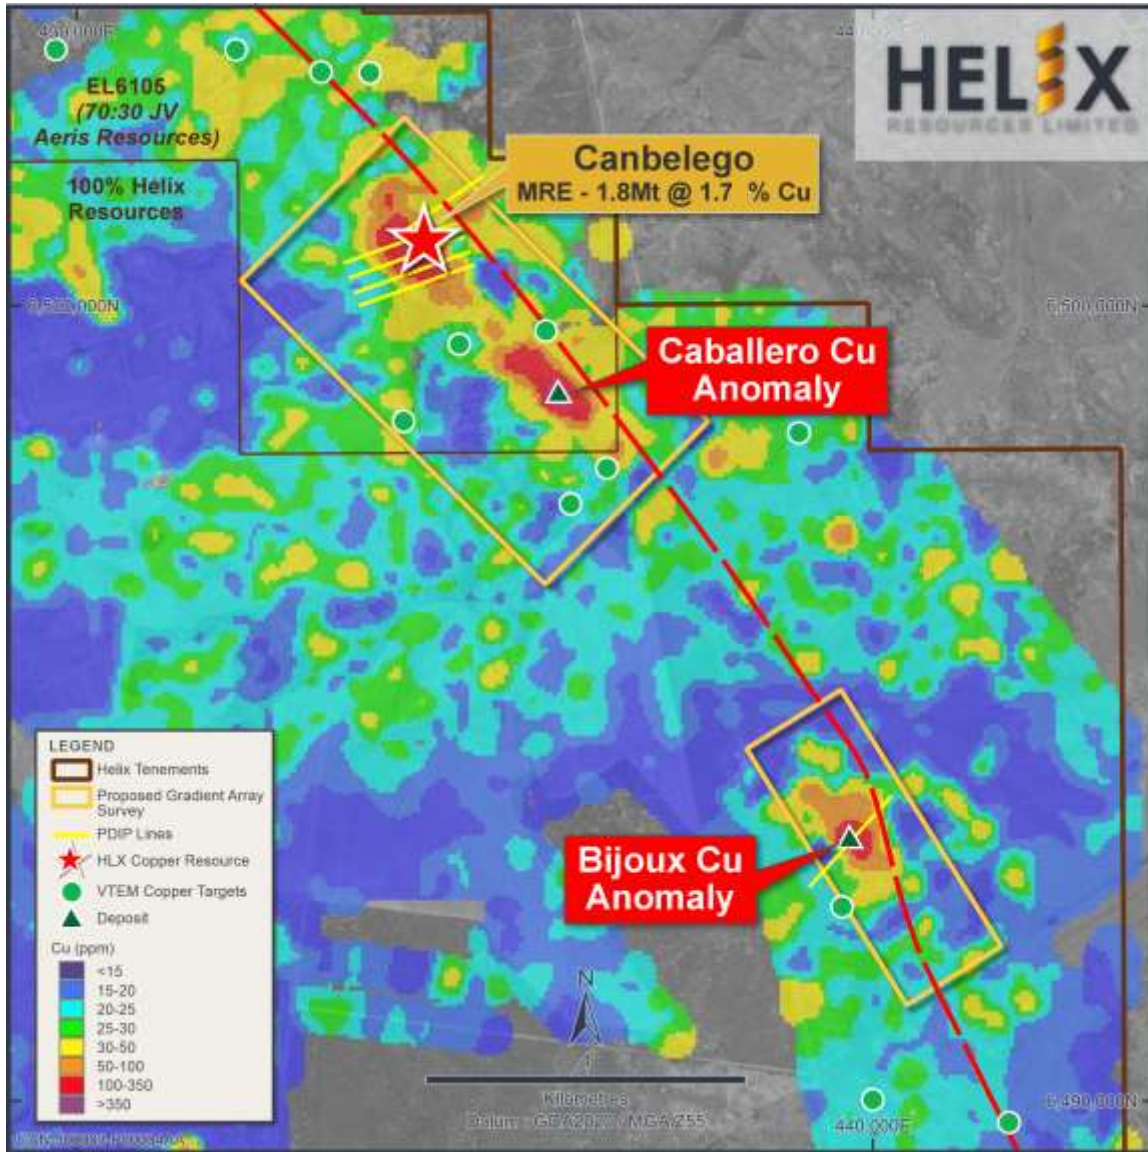 HELIX
RESOURCES LIMITED
EL6105
(70:30 JV
Aeris Resources)
100% Helix
Resources
Canbelego
MRE - 1.8Mt @ 1.7 % Cu
Caballero Cu
Anomaly
Bijoux Cu
Anomaly
LEGEND
Helix Tenements
Proposed Gradient Array
Survey
PDIP Lines
HLX Copper Resource
VTEM Copper Targets
Deposit
Cu (ppm)
<15
15-20
20-25
25-30
30-50
50-100
100-350
>350
N
4
Kilometres
440,000E